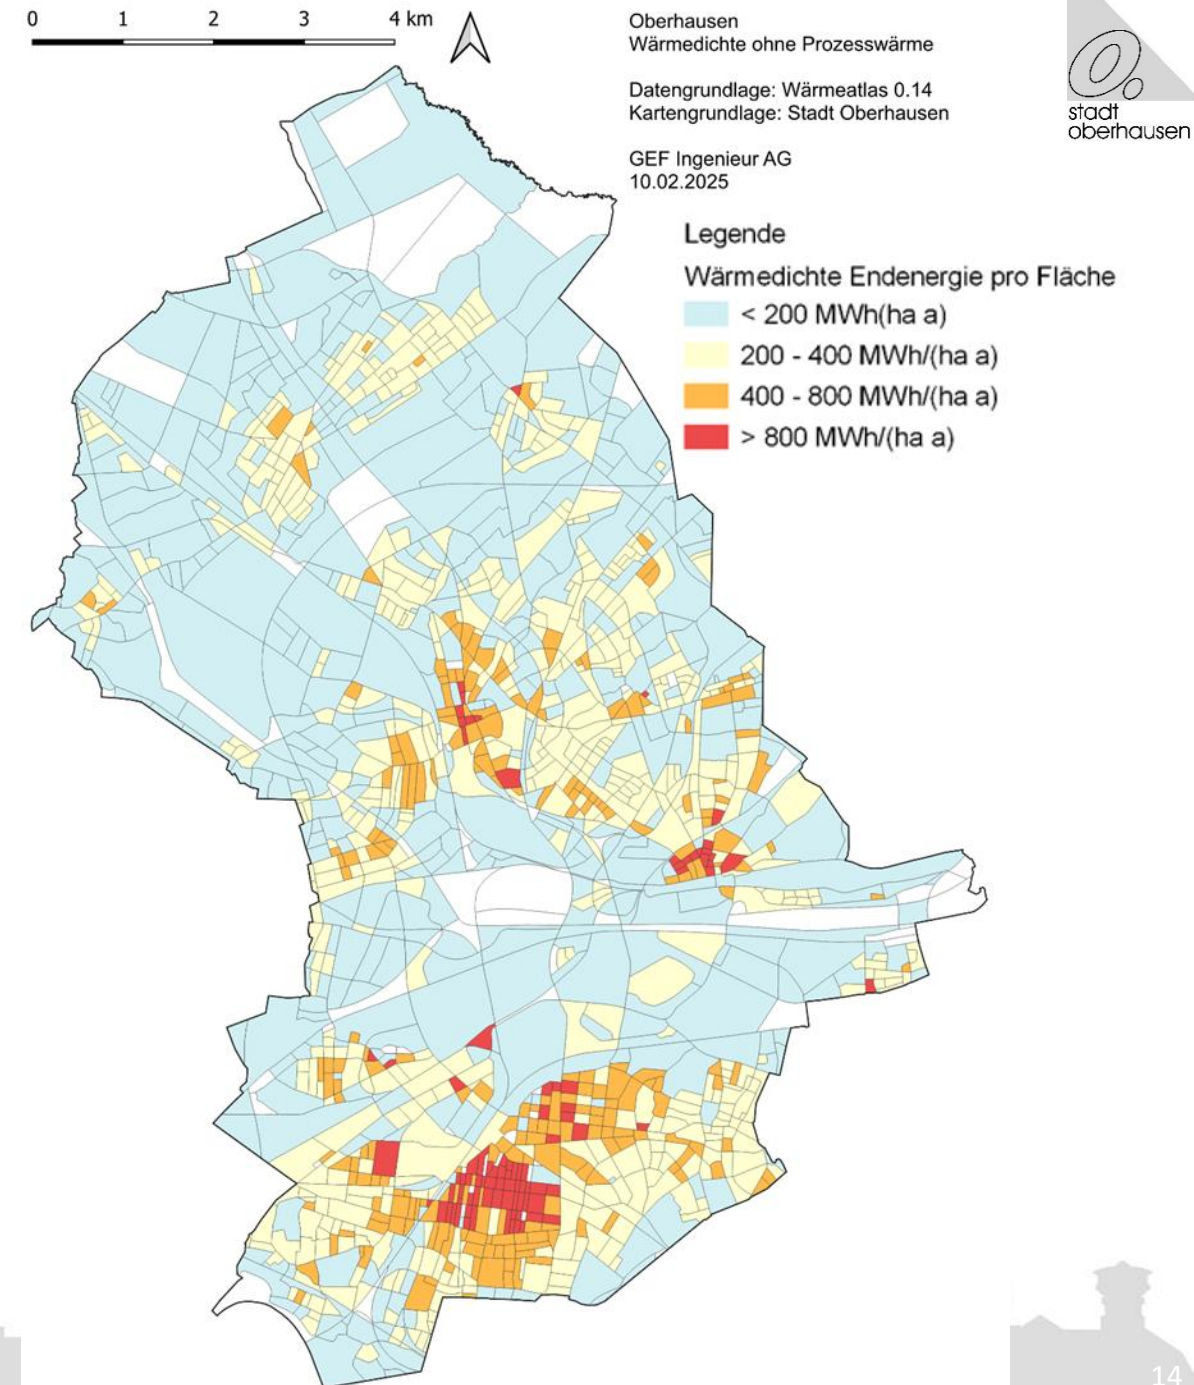 0 1 2 3 4 km
Oberhausen
Wärmedichte ohne Prozesswärme
Datengrundlage: Wärmeatlas 0.14
Kartengrundlage: Stadt Oberhausen
GEF Ingenieur AG
10.02.2025
stadt
oberhausen
Legende
Wärmedichte Endenergie pro Fläche
< 200 MWh(ha a)
200 - 400 MWh/(ha a)
400 - 800 MWh/(ha a)
> 800 MWh/(ha a)
14